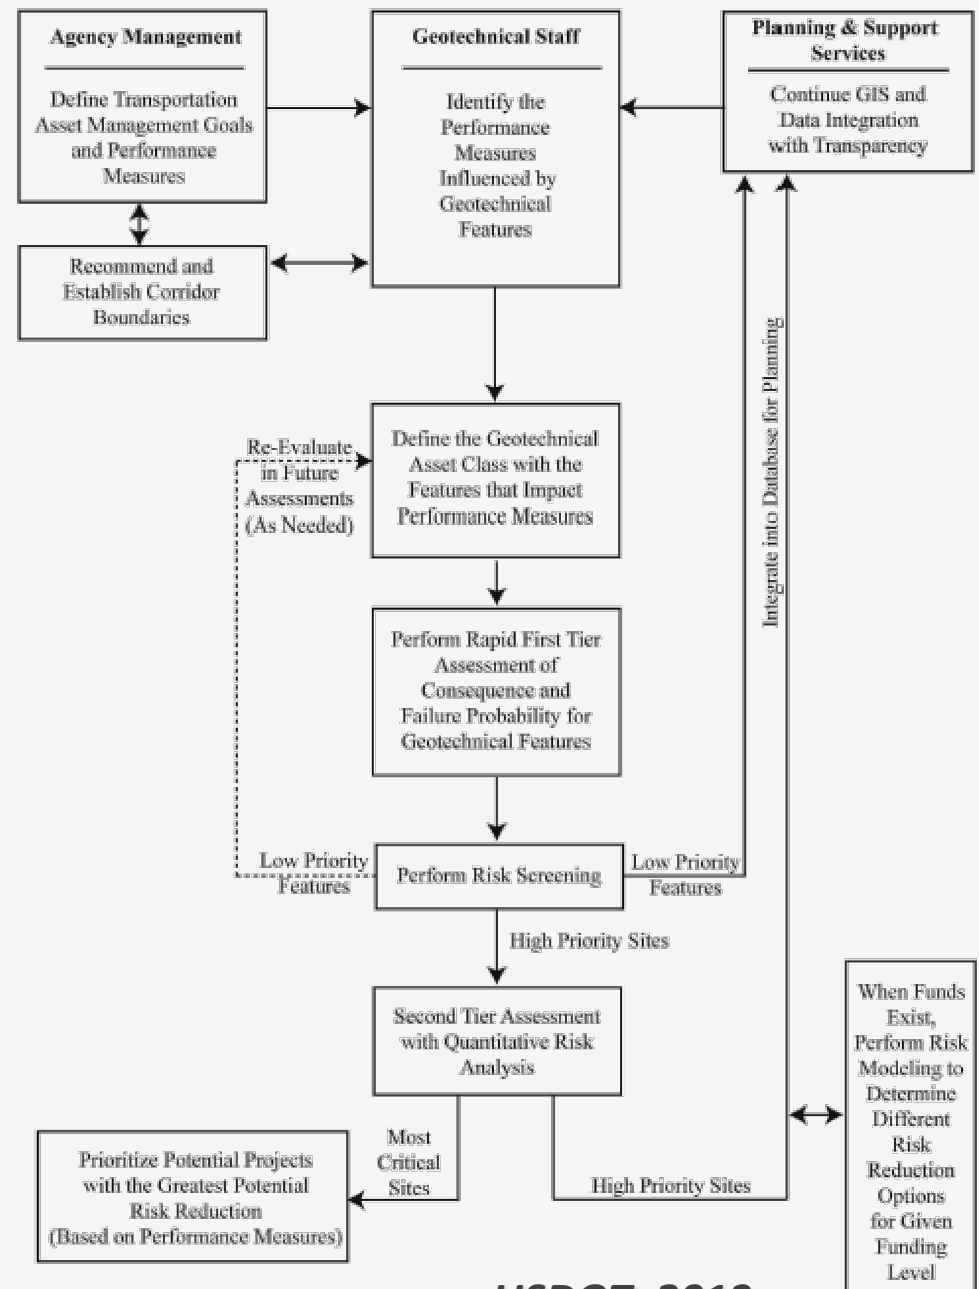 Agency Management
Define Transportation
Asset Management Goals
and Performance
Measures
Geotechnical Staff
Identify the
Performance
Measures
Influenced by
Geotechnical
Features
Planning & Support
Services
Continue GIS and
Data Integration
with Transparency
Recommend and
Establish Corridor
Boundaries
Integrate into Database for Planning
Re-Evaluate
in Future
Assessments
(As Needed)
Define the Geotechnical
Asset Class with the
Features that Impact
Performance Measures
Perform Rapid First Tier
Assessment of
Consequence and
Failure Probability for
Geotechnical Features
Low Priority
Features
Perform Risk Screening
Low Priority
Features
High Priority Sites
Second Tier Assessment
with Quantitative Risk
Analysis
When Funds
Exist,
Perform Risk
Modeling to
Determine
Different
Risk
Reduction
Options
for Given
Funding
Level
Most
Critical
Sites
Prioritize Potential Projects
with the Greatest Potential
Risk Reduction
(Based on Performance Measures)
High Priority Sites